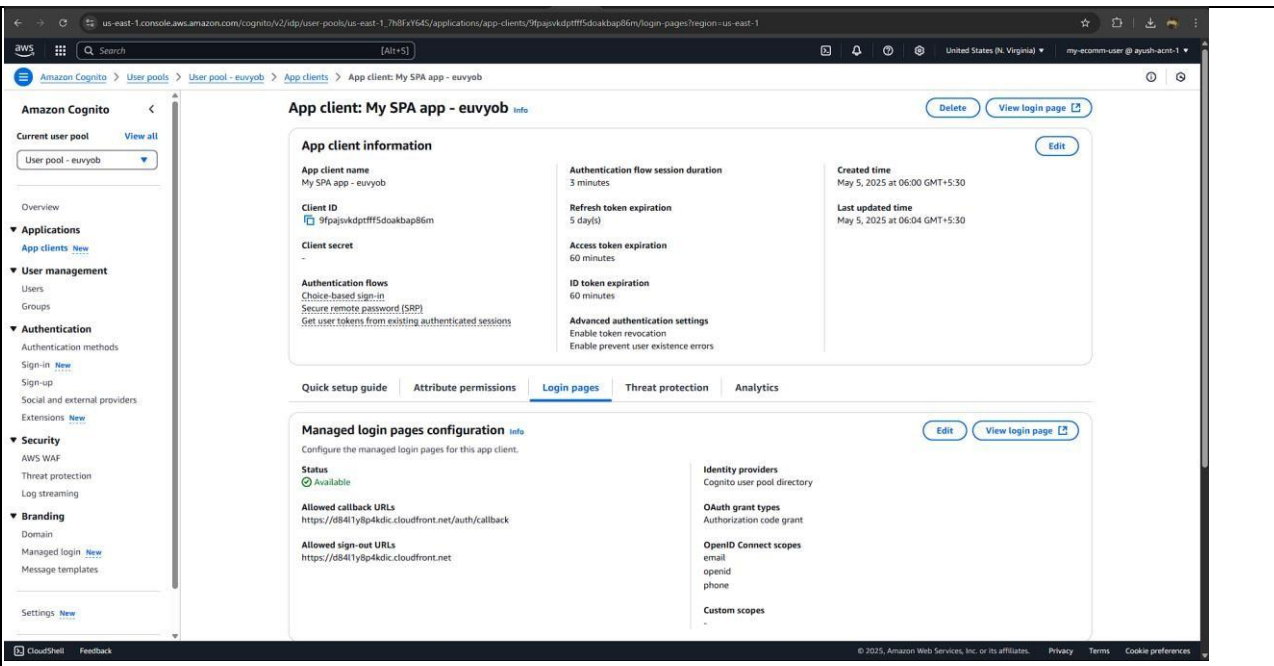 us-east-1.console.aws.amazon.com/cognito/v2/idp/user-pools/us-east-1_7h8FxY64S/applications/app-clients/9fpajsvkdptfff5doakbap86m/login-pages?region=us-east-1
aws
Search
[Alt+S]
United States (N. Virginia)
my-ecomm-user @ ayush-acnt-1
Amazon Cognito > User pools > User pool - euvyob > App clients > App client: My SPA app - euvyob
Amazon Cognito
Current user pool
View all
User pool - euvyob
Overview
Applications
App clients New
User management
Users
Groups
Authentication
Authentication methods
Sign-in New
Sign-up
Social and external providers
Extensions New
Security
AWS WAF
Threat protection
Log streaming
Branding
Domain
Managed login New
Message templates
Settings New
App client: My SPA app - euvyob Info
Delete
View login page
App client information
Edit
App client name
My SPA app - euvyob
Client ID
9fpajsvkdptfff5doakbap86m
Client secret
-
Authentication flows
Choice-based sign-in
Secure remote password (SRP)
Get user tokens from existing authenticated sessions
Authentication flow session duration
3 minutes
Refresh token expiration
5 day(s)
Access token expiration
60 minutes
ID token expiration
60 minutes
Advanced authentication settings
Enable token revocation
Enable prevent user existence errors
Created time
May 5, 2025 at 06:00 GMT+5:30
Last updated time
May 5, 2025 at 06:04 GMT+5:30
Quick setup guide
Attribute permissions
Login pages
Threat protection
Analytics
Managed login pages configuration Info
Edit
View login page
Configure the managed login pages for this app client.
Status
Available
Allowed callback URLs
https://d84l1y8p4kdic.cloudfront.net/auth/callback
Allowed sign-out URLs
https://d84l1y8p4kdic.cloudfront.net
Identity providers
Cognito user pool directory
OAuth grant types
Authorization code grant
OpenID Connect scopes
email
openid
phone
Custom scopes
-
CloudShell
Feedback
© 2025, Amazon Web Services, Inc. or its affiliates.
Privacy
Terms
Cookie preferences